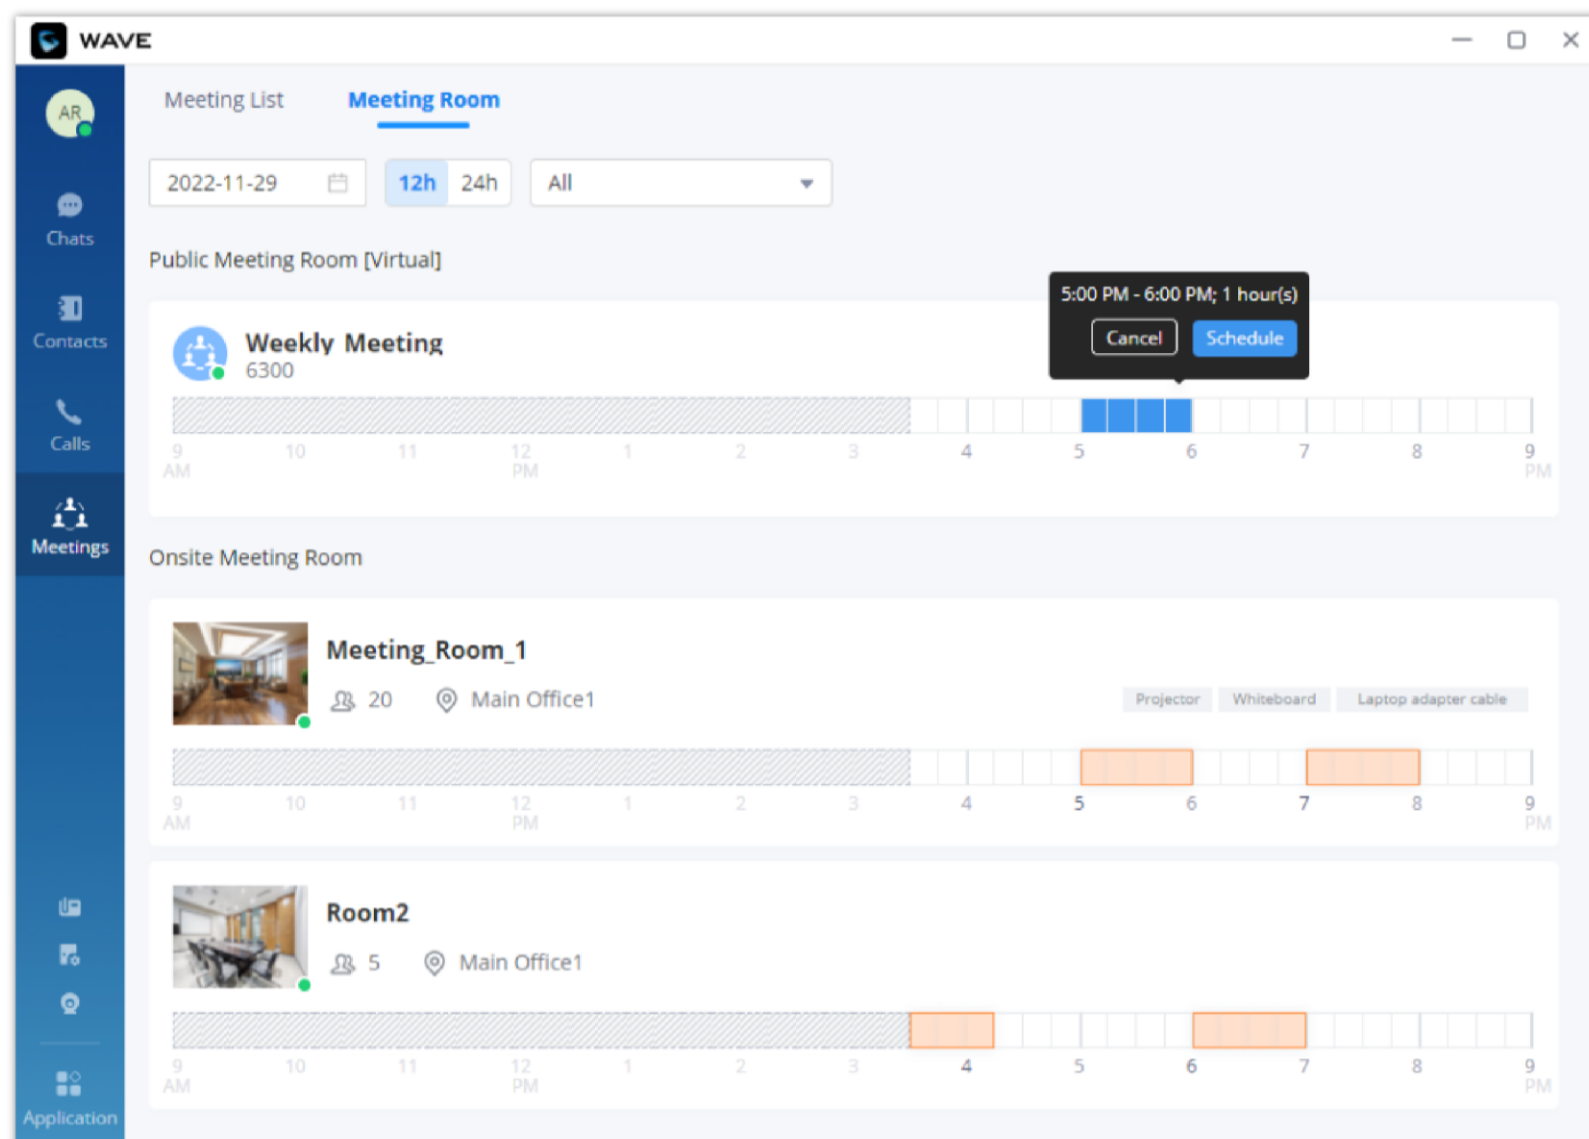 WAVE
AR
Meeting List Meeting Room
2022-11-29 12h 24h All
Chats
Public Meeting Room [Virtual]
5:00 PM - 6:00 PM; 1 hour(s)
Cancel Schedule
Contacts
Weekly Meeting
6300
Calls
9 10 11 12 1 2 3 4 5 6 7 8 9
AM PM PM
Meetings
Onsite Meeting Room
Meeting_Room_1
20 Main Office1
Projector Whiteboard Laptop adapter cable
9 10 11 12 1 2 3 4 5 6 7 8 9
AM PM PM
Room2
5 Main Office1
9 10 11 12 1 2 3 4 5 6 7 8 9
AM PM PM
Application